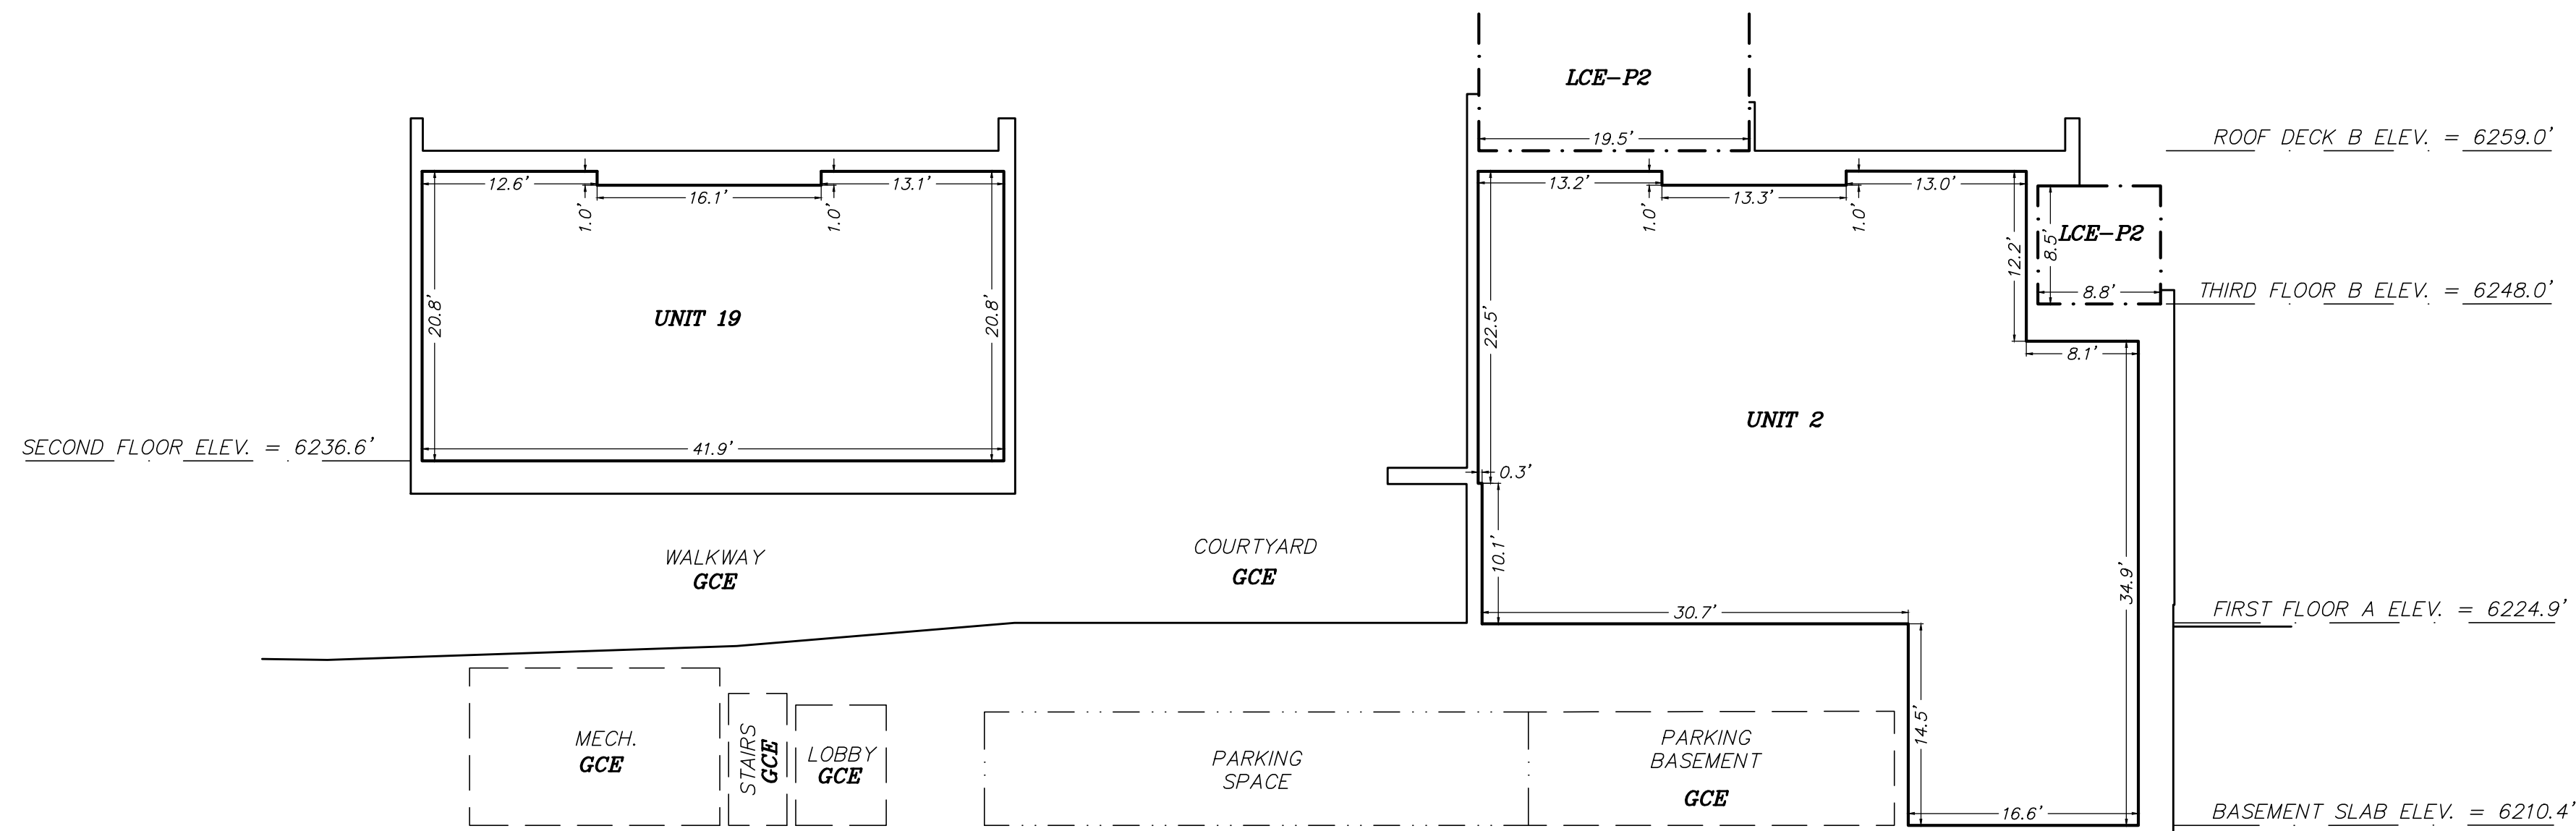 LCE-P2
19.5'
ROOF DECK B ELEV. = 6259.0'
12.6'
16.1'
13.1'
1.0'
1.0'
13.2'
13.3'
13.0'
1.0'
1.0'
12.2'
8.5'
LCE-P2
8.8'
THIRD FLOOR B ELEV. = 6248.0'
20.8'
UNIT 19
20.8'
22.5'
8.1'
UNIT 2
SECOND FLOOR ELEV. = 6236.6'
41.9'
0.3'
10.1'
34.9'
WALKWAY
GCE
COURTYARD
GCE
30.7'
FIRST FLOOR A ELEV. = 6224.9'
MECH.
GCE
STAIRS
GCE
LOBBY
GCE
PARKING
SPACE
PARKING
BASEMENT
GCE
14.5'
16.6'
BASEMENT SLAB ELEV. = 6210.4'